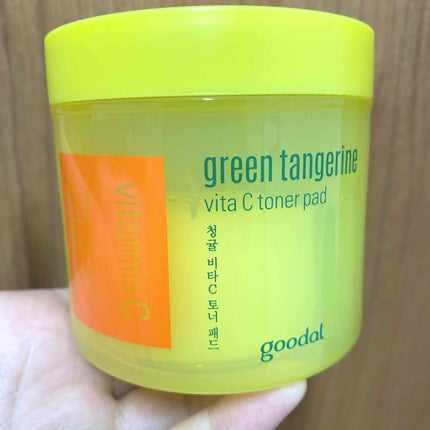 vitamin C
green tangerine
vita C toner pad
청귤 비타C 토너 패드
goodal